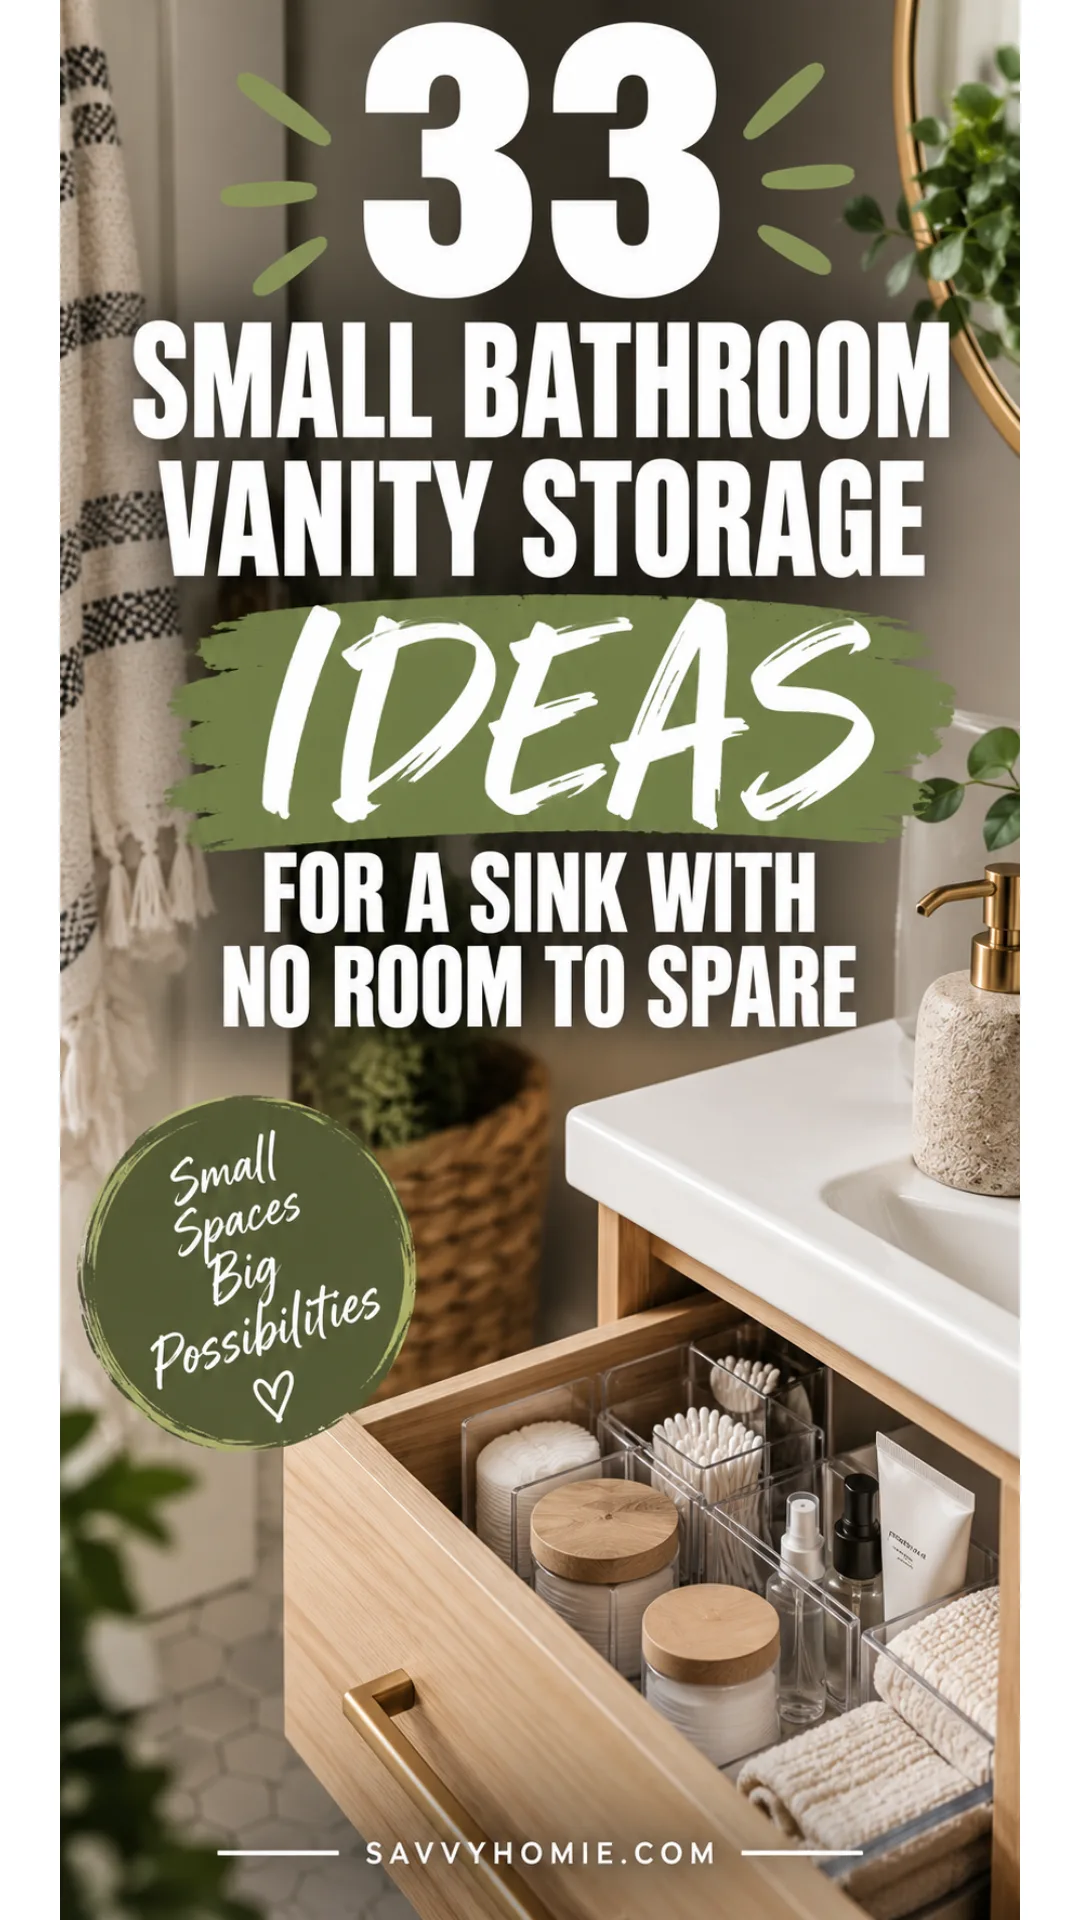 33
SMALL BATHROOM
VANITY STORAGE
IDEAS
FOR A SINK WITH
NO ROOM TO SPARE
Small
Spaces
Big
Possibilities
SAVVYHOMIE.COM